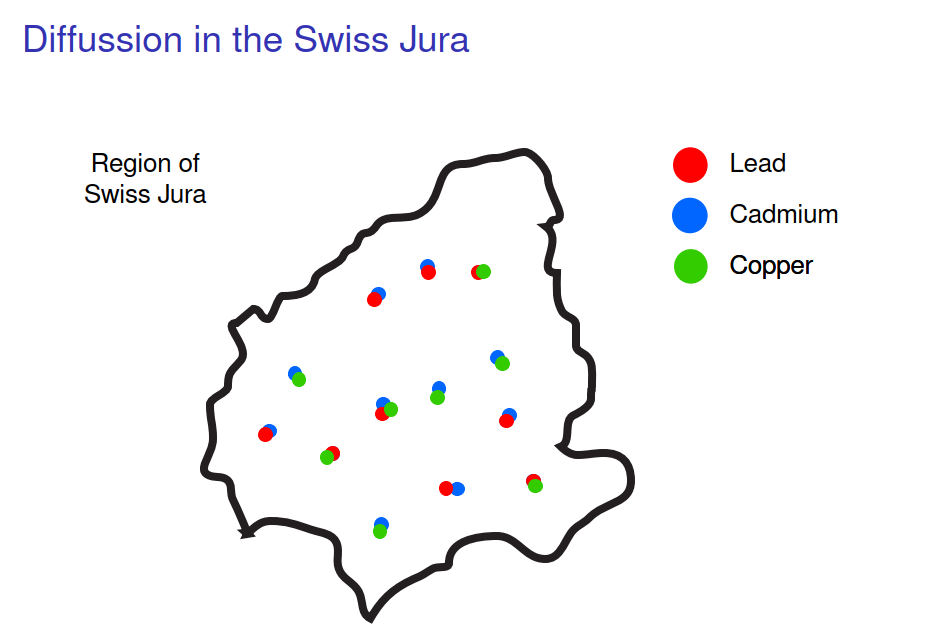 Diffussion in the Swiss Jura
Region of
Swiss Jura
Lead
Cadmium
Copper